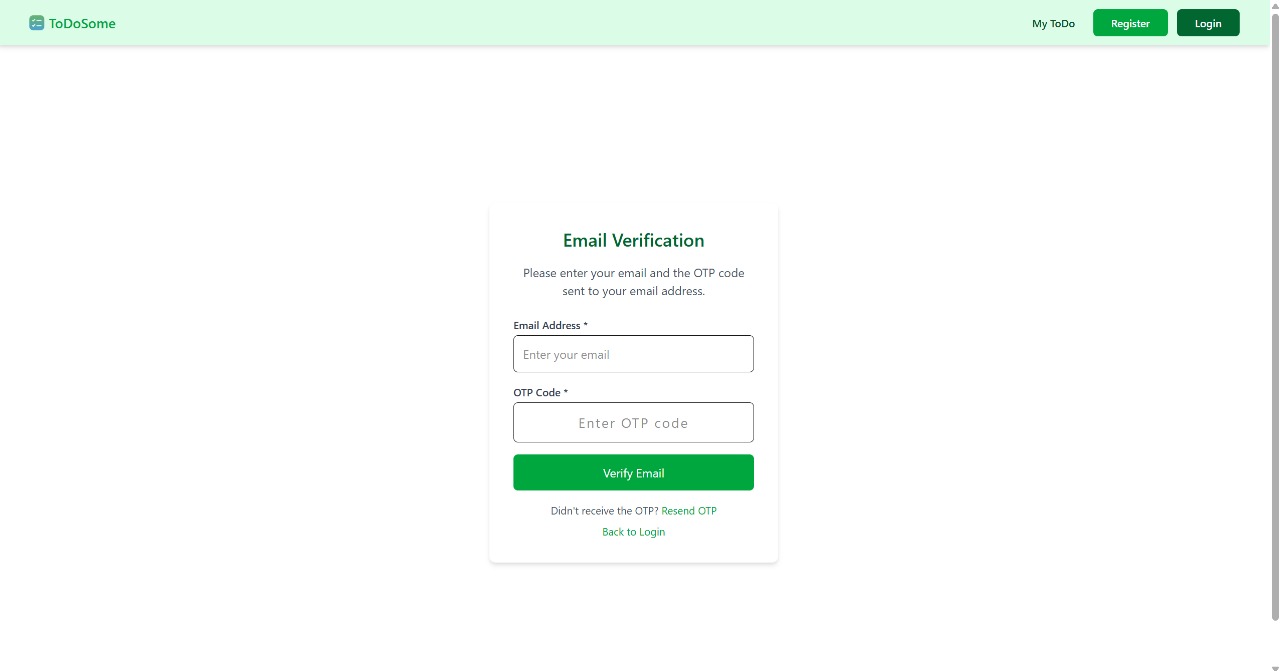 ToDoSome
My ToDo
Register
Login
Email Verification
Please enter your email and the OTP code
sent to your email address.
Email Address *
Enter your email
OTP Code *
Enter OTP code
Verify Email
Didn't receive the OTP? Resend OTP
Back to Login